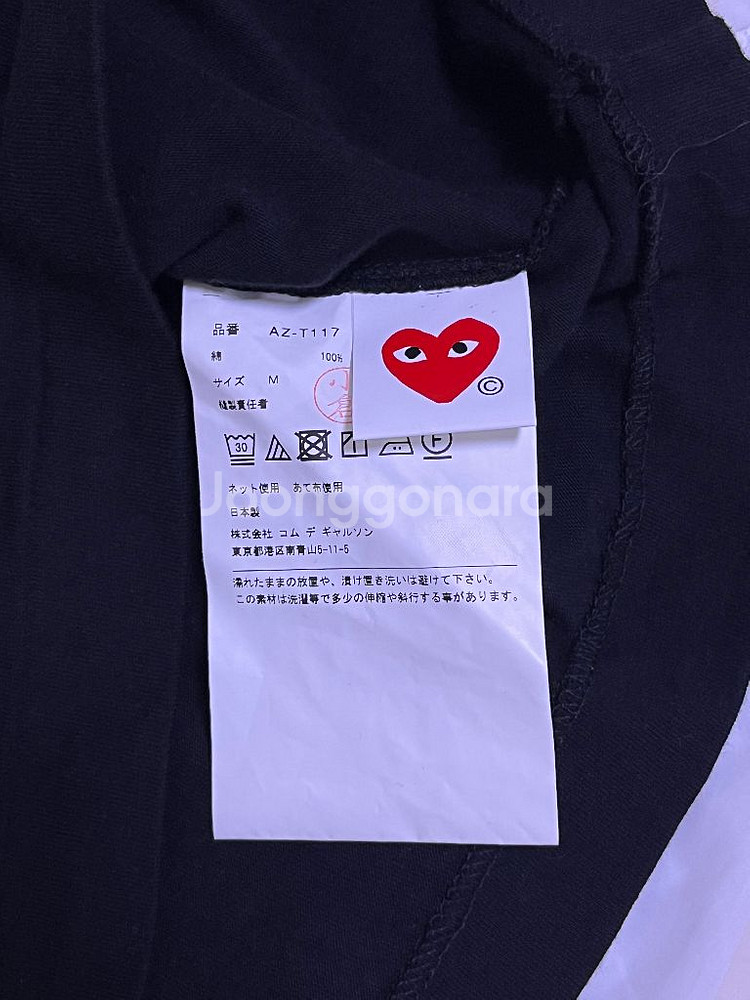 品番 AZ-T117
綿 100%
サイズ M
縫製責任者
©
30
F
ネット使用 あて布使用
日本製
株式会社 コム デ ギャルソン
東京都港区南青山5-11-5
濡れたままの放置や、漬け置き洗いは避けて下さい。
この素材は洗濯等で多少の伸縮や斜行する事があります。
Joonggonara